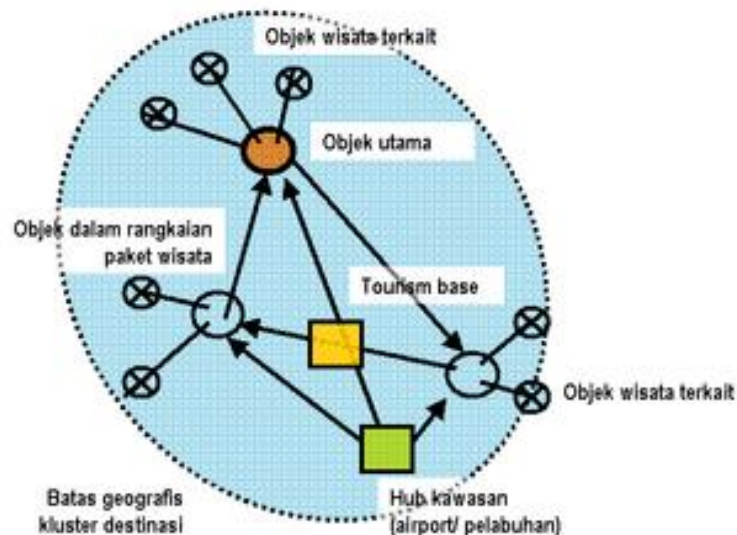 Objek wisata terkait
Objek utama
Objek dalam rangkaian
paket wisata
Tourism base
Objek wisata terkait
Batas geografis
kluster destinasi
Hub kawasan
(airport/ pelabuhan)